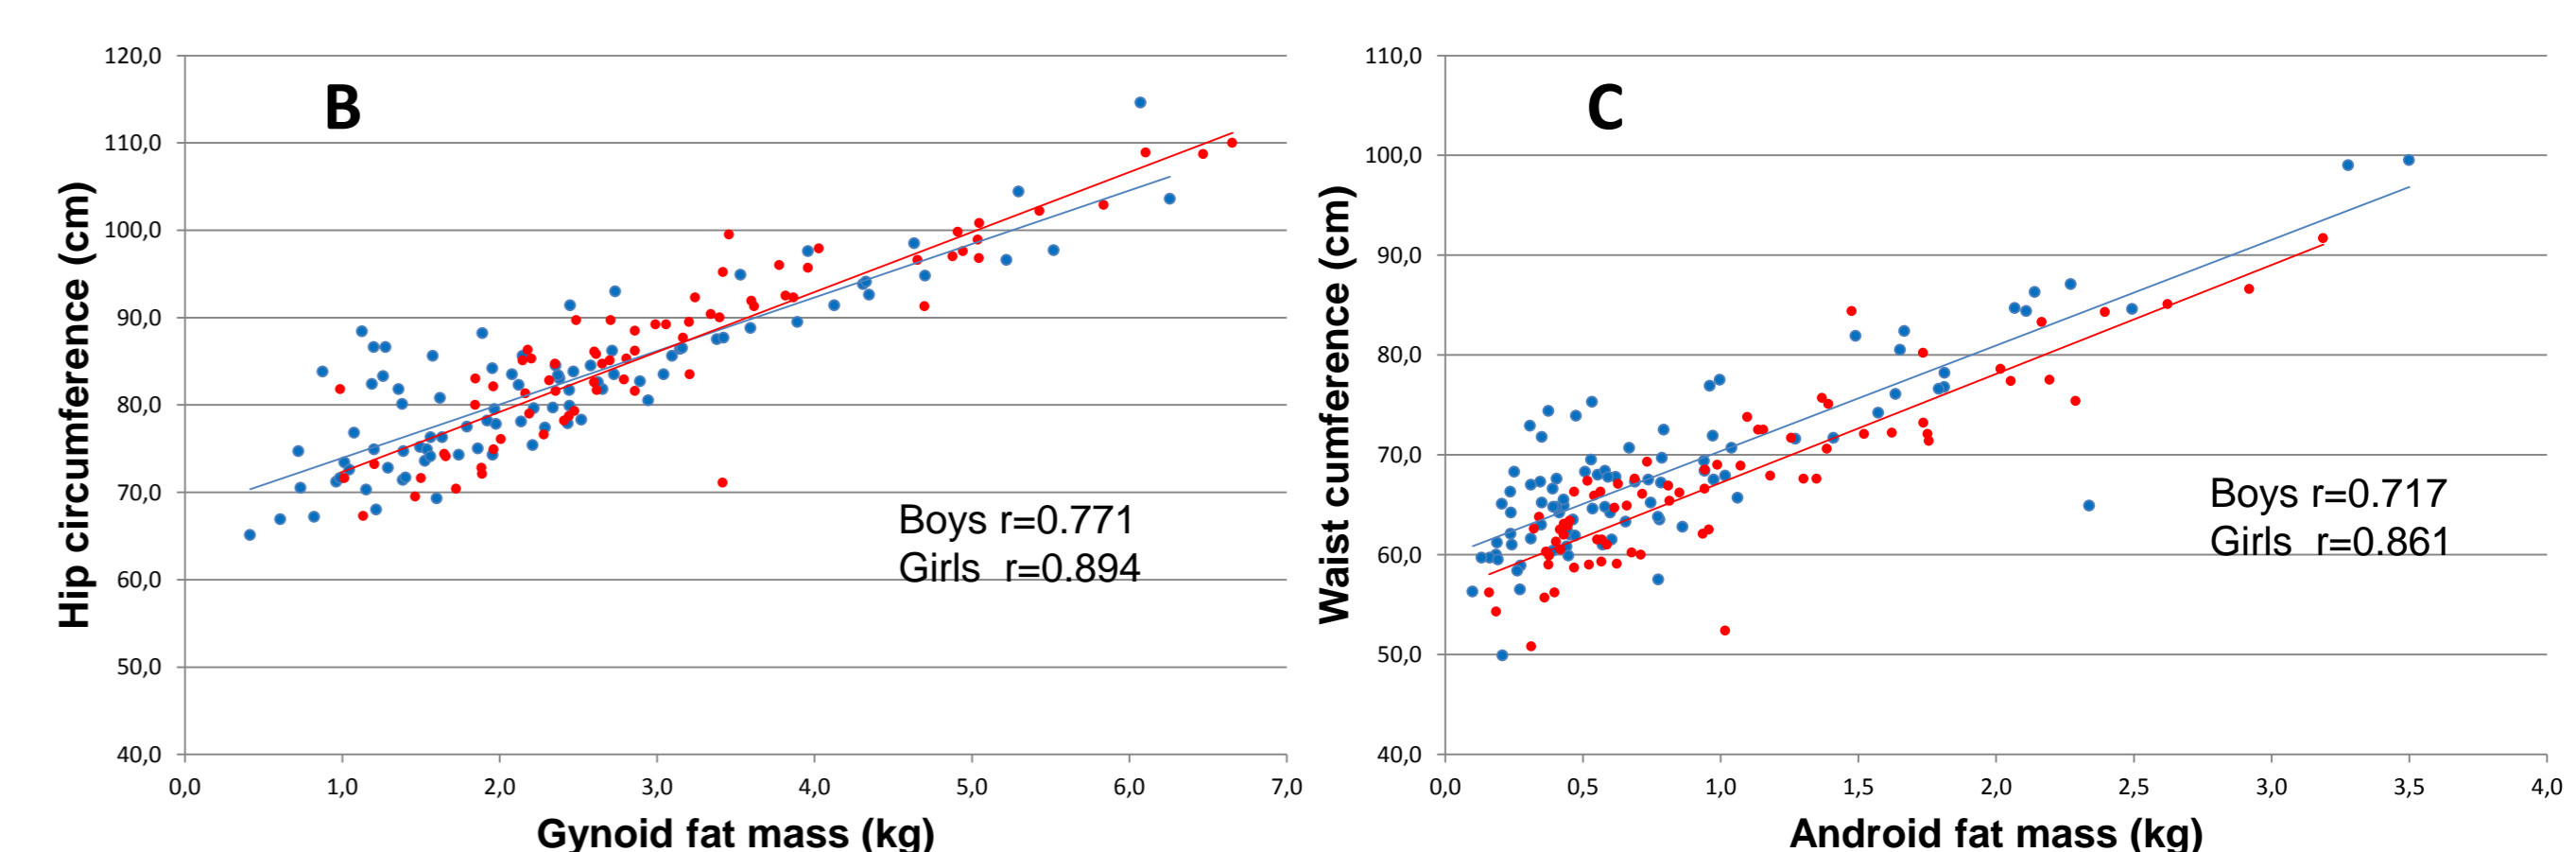 B
120,0
110,0
100,0
90,0
80,0
70,0
60,0
50,0
40,0
0,0 1,0 2,0 3,0 4,0 5,0 6,0 7,0
Hip circumference (cm)
Gynoid fat mass (kg)
Boys r=0.771
Girls r=0.894
C
110,0
100,0
90,0
80,0
70,0
60,0
50,0
40,0
0,0 0,5 1,0 1,5 2,0 2,5 3,0 3,5 4,0
Waist cumference (cm)
Android fat mass (kg)
Boys r=0.717
Girls r=0.861